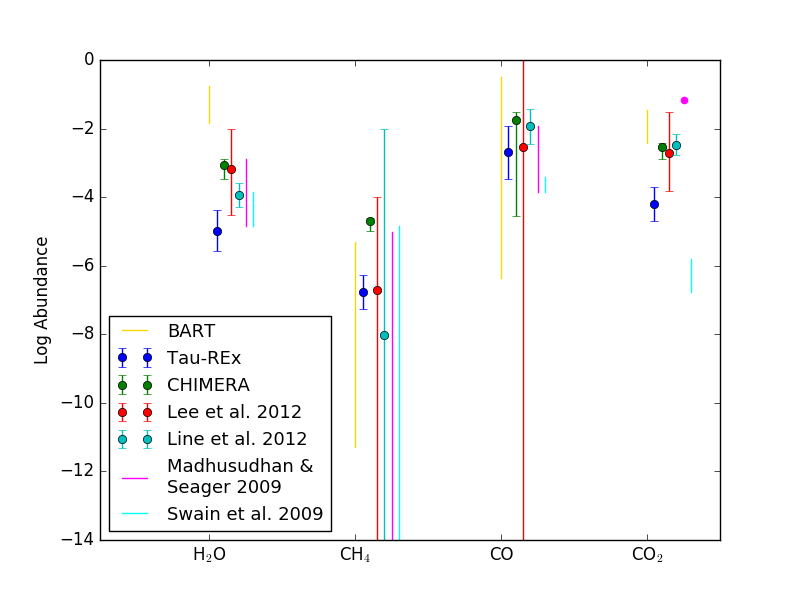 0
−2
−4
−6
−8
−10
−12
−14
Log Abundance
BART
Tau-REx
CHIMERA
Lee et al. 2012
Line et al. 2012
Madhusudhan &
Seager 2009
Swain et al. 2009
H₂O
CH₄
CO
CO₂